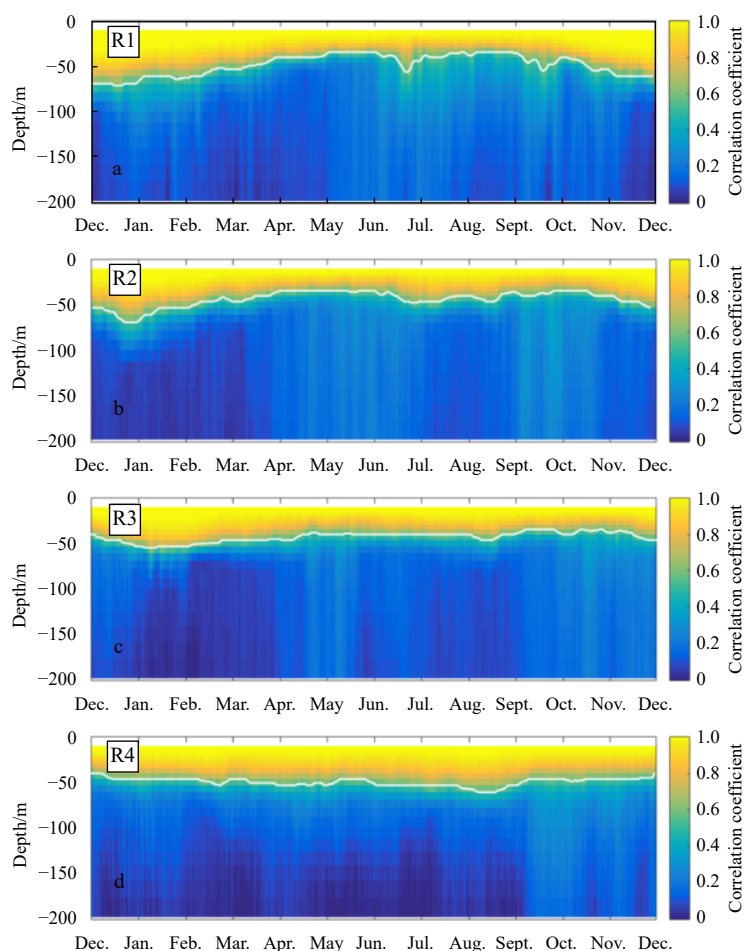 0
R1
−50
−100
−150
−200
Depth/m
a
1.0
0.8
0.6
0.4
0.2
0
Correlation coefficient
Dec. Jan. Feb. Mar. Apr. May Jun. Jul. Aug. Sept. Oct. Nov. Dec.
0
R2
−50
−100
−150
−200
Depth/m
b
1.0
0.8
0.6
0.4
0.2
0
Correlation coefficient
Dec. Jan. Feb. Mar. Apr. May Jun. Jul. Aug. Sept. Oct. Nov. Dec.
0
R3
−50
−100
−150
−200
Depth/m
c
1.0
0.8
0.6
0.4
0.2
0
Correlation coefficient
Dec. Jan. Feb. Mar. Apr. May Jun. Jul. Aug. Sept. Oct. Nov. Dec.
0
R4
−50
−100
−150
−200
Depth/m
d
1.0
0.8
0.6
0.4
0.2
0
Correlation coefficient
Dec. Jan. Feb. Mar. Apr. May Jun. Jul. Aug. Sept. Oct. Nov. Dec.